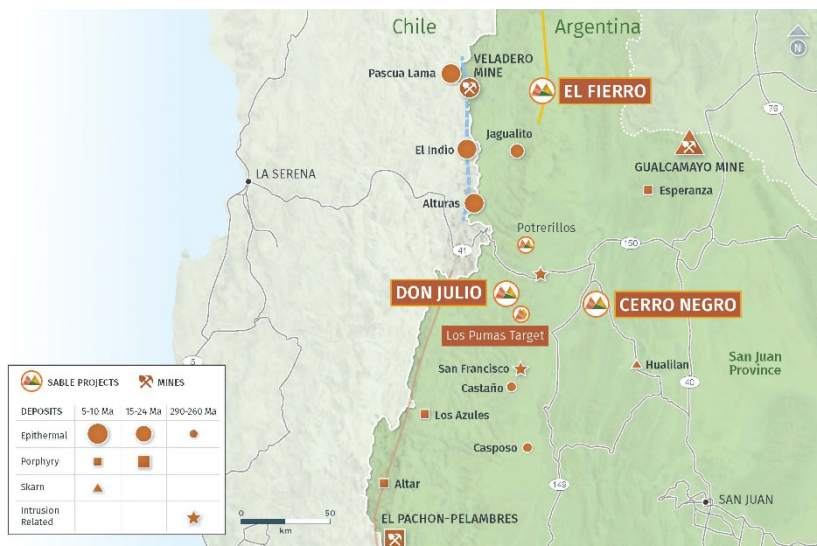 Chile
Argentina
N
Pascua Lama
VELADERO
MINE
EL FIERRO
76
El Indio
Jagualito
GUALCAMAYO MINE
LA SERENA
Esperanza
Alturas
Potrerillos
41
150
DON JULIO
CERRO NEGRO
Los Pumas Target
San Francisco
Hualilan
San Juan
Province
5
Castaño
40
Los Azules
Casposo
Altar
149
SAN JUAN
EL PACHON-PELAMBRES
SABLE PROJECTS MINES
DEPOSITS 5-10 Ma 15-24 Ma 290-260 Ma
Epithermal
Porphyry
Skarn
Intrusion
Related
0 50
km